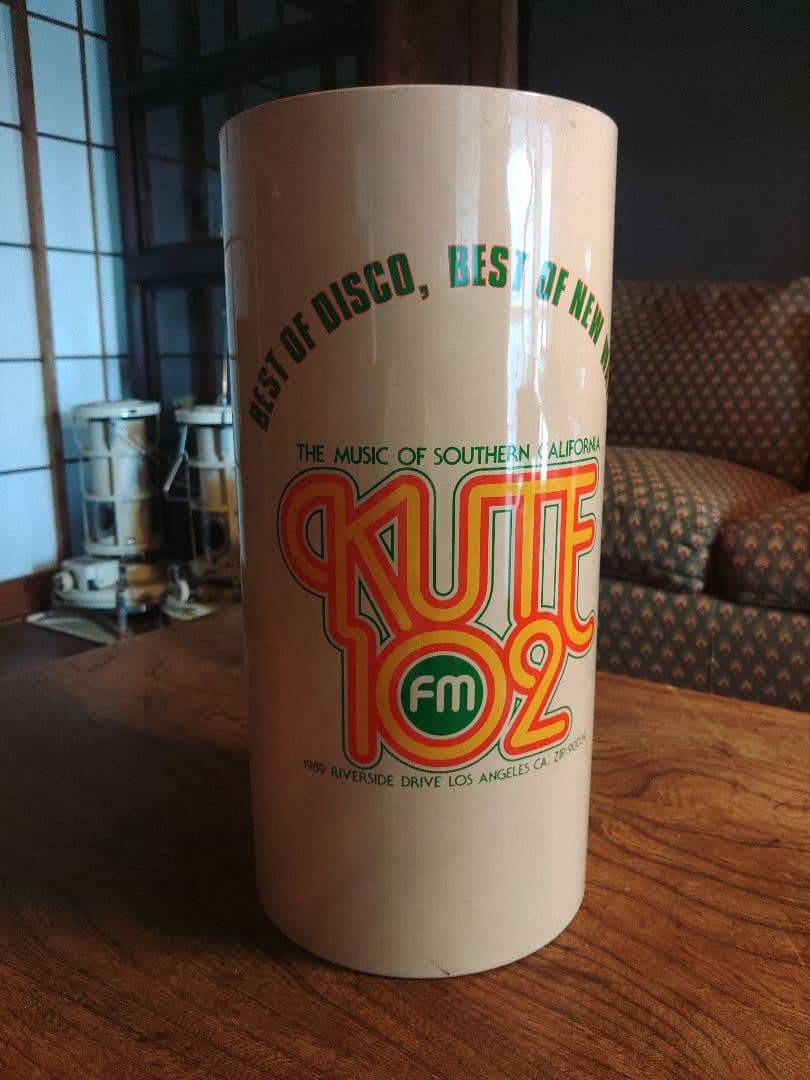 BEST OF DISCO, BEST OF NEW
THE MUSIC OF SOUTHERN CALIFORNIA
KUTE
102
FM
1989 RIVERSIDE DRIVE LOS ANGELES CA. ZIP.